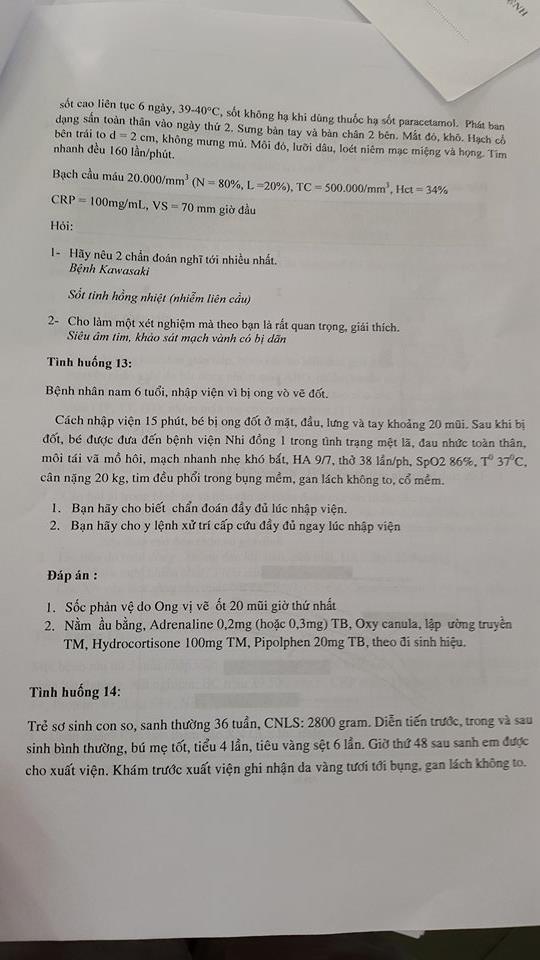 ỆNH
sốt cao liên tục 6 ngày, 39-40°C, sốt không hạ khi dùng thuốc hạ sốt paracetamol. Phát ban
dạng sẩn toàn thân vào ngày thứ 2. Sưng bàn tay và bàn chân 2 bên. Mắt đỏ, khô. Hạch cổ
bên trái to d = 2 cm, không mưng mủ. Môi đỏ, lưỡi dâu, loét niêm mạc miệng và họng. Tim
nhanh đều 160 lần/phút.
Bạch cầu máu 20.000/mm³ (N = 80%, L =20%), TC = 500.000/mm³, Hct = 34%
CRP = 100mg/mL, VS = 70 mm giờ đầu
Hỏi:
1- Hãy nêu 2 chẩn đoán nghĩ tới nhiều nhất.
Bệnh Kawasaki
Sốt tinh hồng nhiệt (nhiễm liên cầu)
2- Cho làm một xét nghiệm mà theo bạn là rất quan trọng, giải thích.
Siêu âm tim, khảo sát mạch vành có bị dãn
Tình huống 13:
Bệnh nhân nam 6 tuổi, nhập viện vì bị ong vò vẽ đốt.
Cách nhập viện 15 phút, bé bị ong đốt ở mặt, đầu, lưng và tay khoảng 20 mũi. Sau khi bị
đốt, bé được đưa đến bệnh viện Nhi đồng 1 trong tình trạng mệt lã, đau nhức toàn thân,
môi tái vã mồ hôi, mạch nhanh nhẹ khó bắt, HA 9/7, thở 38 lần/ph, SpO2 86%, T⁰ 37⁰C,
cân nặng 20 kg, tim đều phổi trong bụng mềm, gan lách không to, cổ mềm.
1. Bạn hãy cho biết chẩn đoán đầy đủ lúc nhập viện.
2. Bạn hãy cho y lệnh xử trí cấp cứu đầy đủ ngay lúc nhập viện
Đáp án :
1. Sốc phản vệ do Ong vị vẽ ốt 20 mũi giờ thứ nhất
2. Nằm ầu bằng, Adrenaline 0,2mg (hoặc 0,3mg) TB, Oxy canula, lập ường truyền
TM, Hydrocortisone 100mg TM, Pipolphen 20mg TB, theo đi sinh hiệu.
Tình huống 14:
Trẻ sơ sinh con so, sanh thường 36 tuần, CNLS: 2800 gram. Diễn tiến trước, trong và sau
sinh bình thường, bú mẹ tốt, tiểu 4 lần, tiêu vàng sệt 6 lần. Giờ thứ 48 sau sanh em được
cho xuất viện. Khám trước xuất viện ghi nhận da vàng tươi tới bụng, gan lách không to.